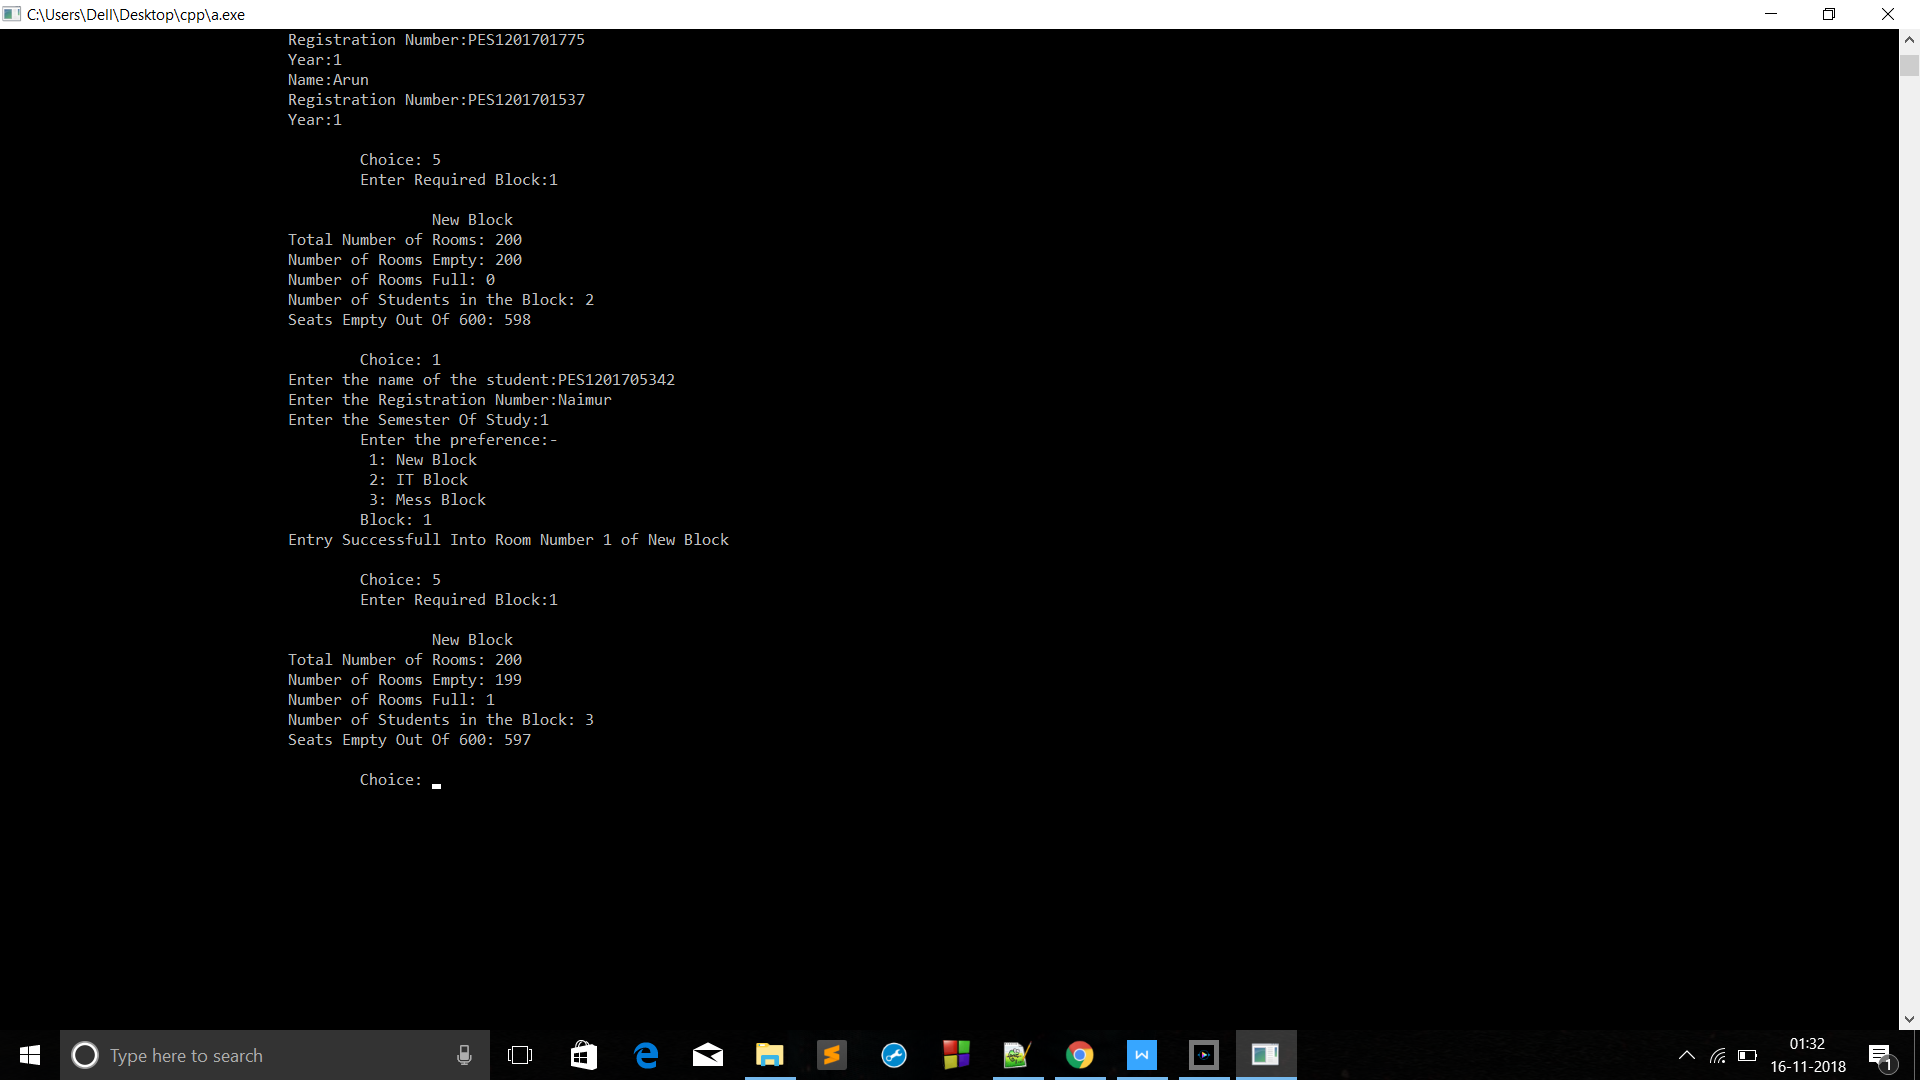 C:\Users\Dell\Desktop\cpp\a.exe
Registration Number:PES1201701775
Year:1
Name:Arun
Registration Number:PES1201701537
Year:1
Choice: 5
Enter Required Block:1
New Block
Total Number of Rooms: 200
Number of Rooms Empty: 200
Number of Rooms Full: 0
Number of Students in the Block: 2
Seats Empty Out Of 600: 598
Choice: 1
Enter the name of the student:PES1201705342
Enter the Registration Number:Naimur
Enter the Semester Of Study:1
Enter the preference:-
1: New Block
2: IT Block
3: Mess Block
Block: 1
Entry Successfull Into Room Number 1 of New Block
Choice: 5
Enter Required Block:1
New Block
Total Number of Rooms: 200
Number of Rooms Empty: 199
Number of Rooms Full: 1
Number of Students in the Block: 3
Seats Empty Out Of 600: 597
Choice:
Type here to search
01:32
16-11-2018
1